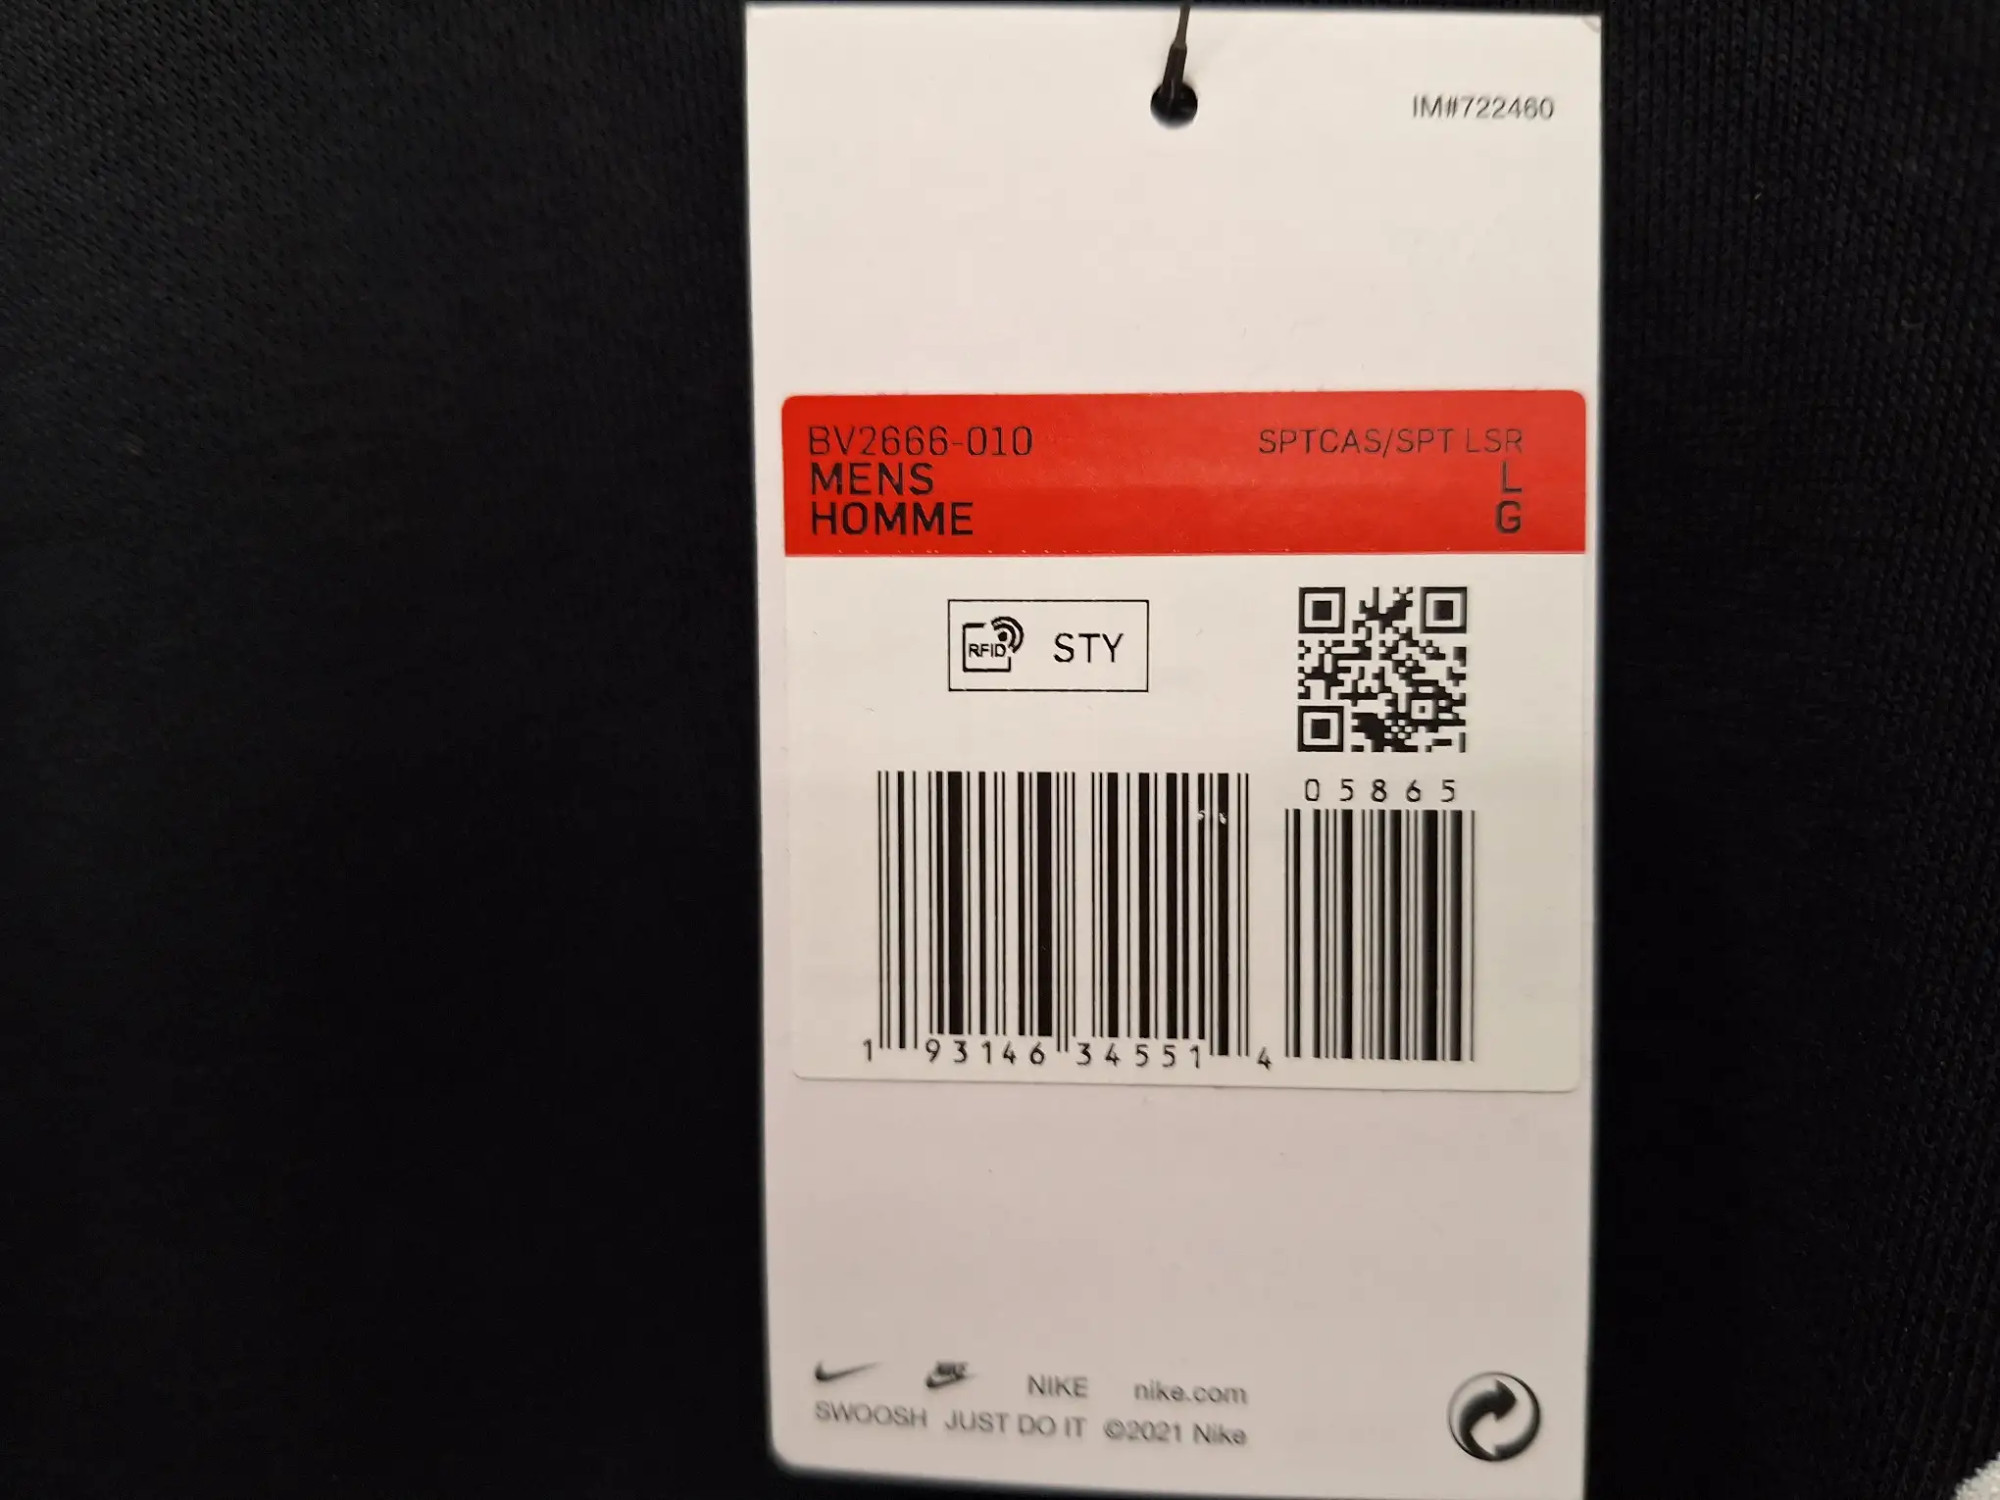 IM#722460
BV2666-010 SPTCAS/SPT LSR
MENS L
HOMME G
RFID STY
05865
1 93146 34551 4
NIKE NIKE nike.com
SWOOSH JUST DO IT ©2021 Nike